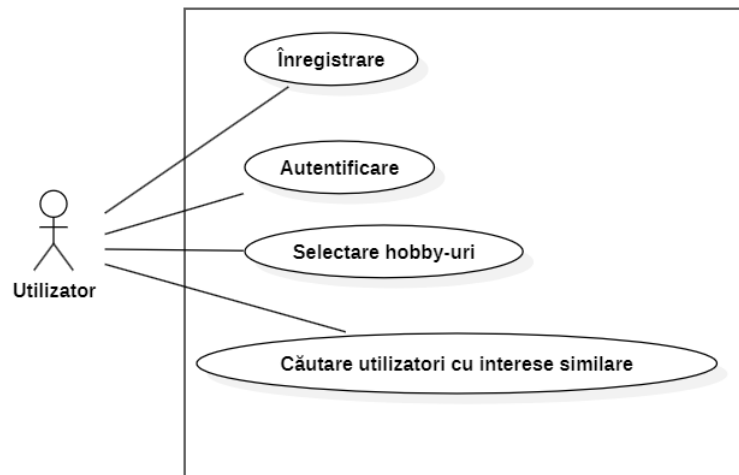 Înregistrare
Autentificare
Selectare hobby-uri
Utilizator
Căutare utilizatori cu interese similare